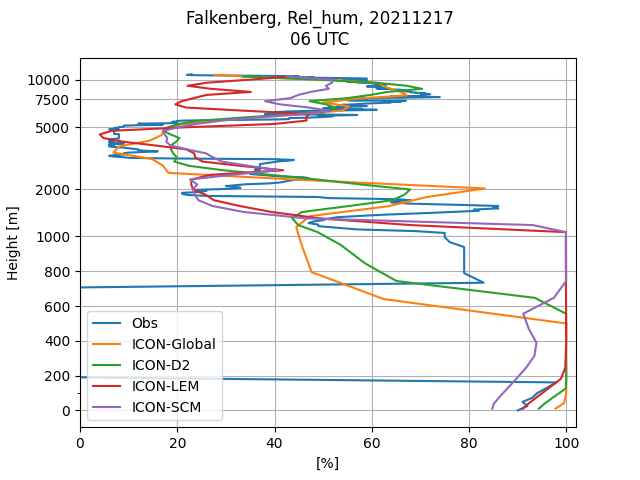 Falkenberg, Rel_hum, 20211217
06 UTC
Height [m]
10000
7500
5000
2000
1000
800
600
400
200
0
Obs
ICON-Global
ICON-D2
ICON-LEM
ICON-SCM
0 20 40 60 80 100
[%]